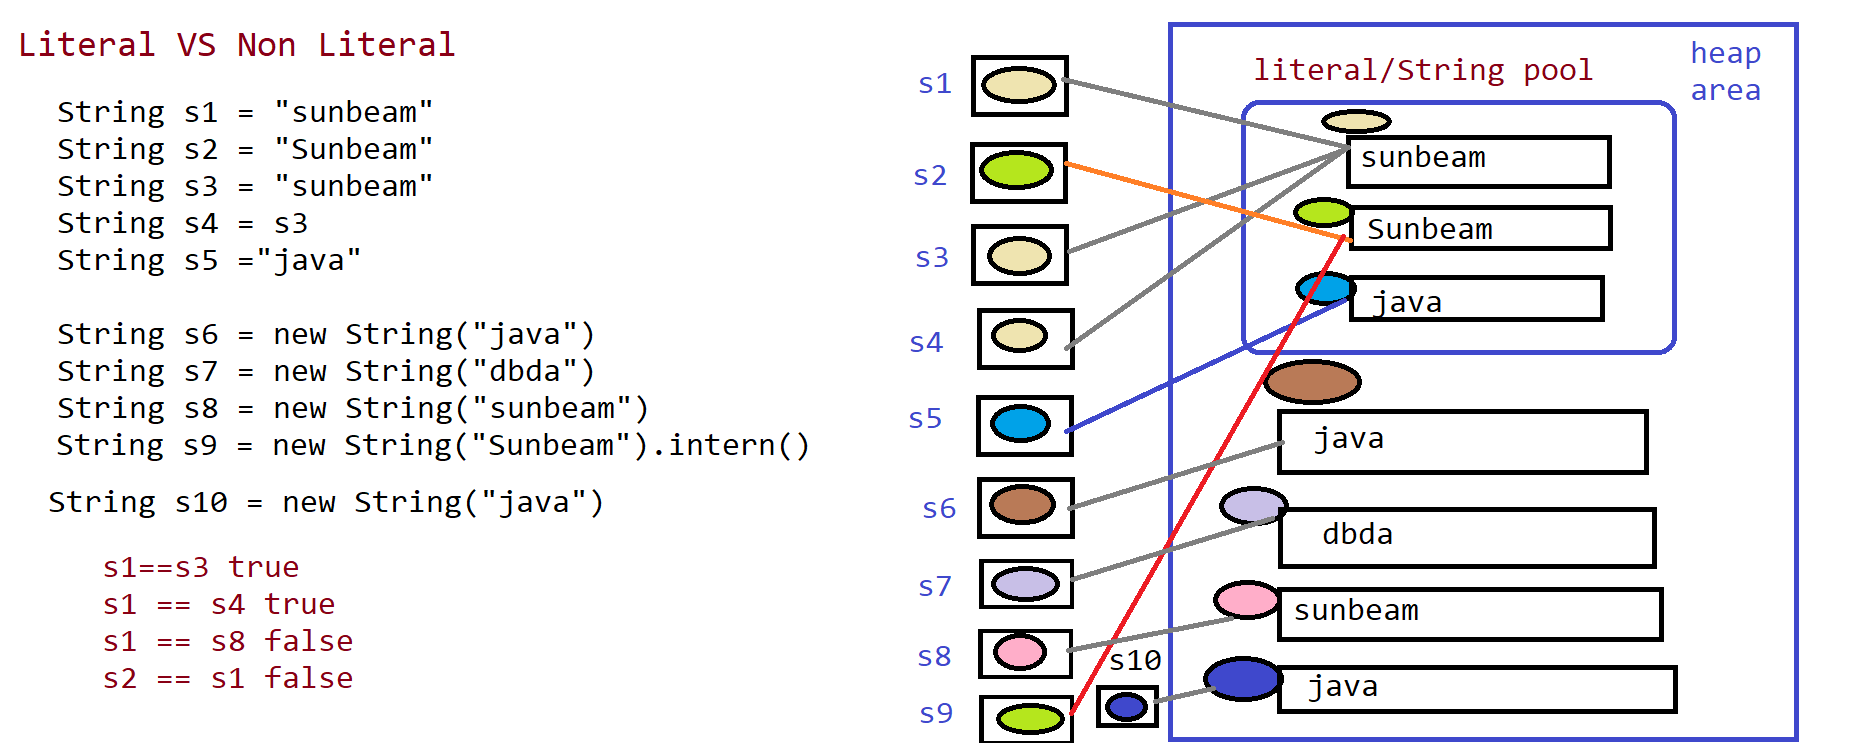 Literal VS Non Literal
String s1 = "sunbeam"
String s2 = "Sunbeam"
String s3 = "sunbeam"
String s4 = s3
String s5 ="java"
String s6 = new String("java")
String s7 = new String("dbda")
String s8 = new String("sunbeam")
String s9 = new String("Sunbeam").intern()
String s10 = new String("java")
s1==s3 true
s1 == s4 true
s1 == s8 false
s2 == s1 false
s1
s2
s3
s4
s5
s6
s7
s8
s9
s10
heap
area
literal/String pool
sunbeam
Sunbeam
java
java
dbda
sunbeam
java